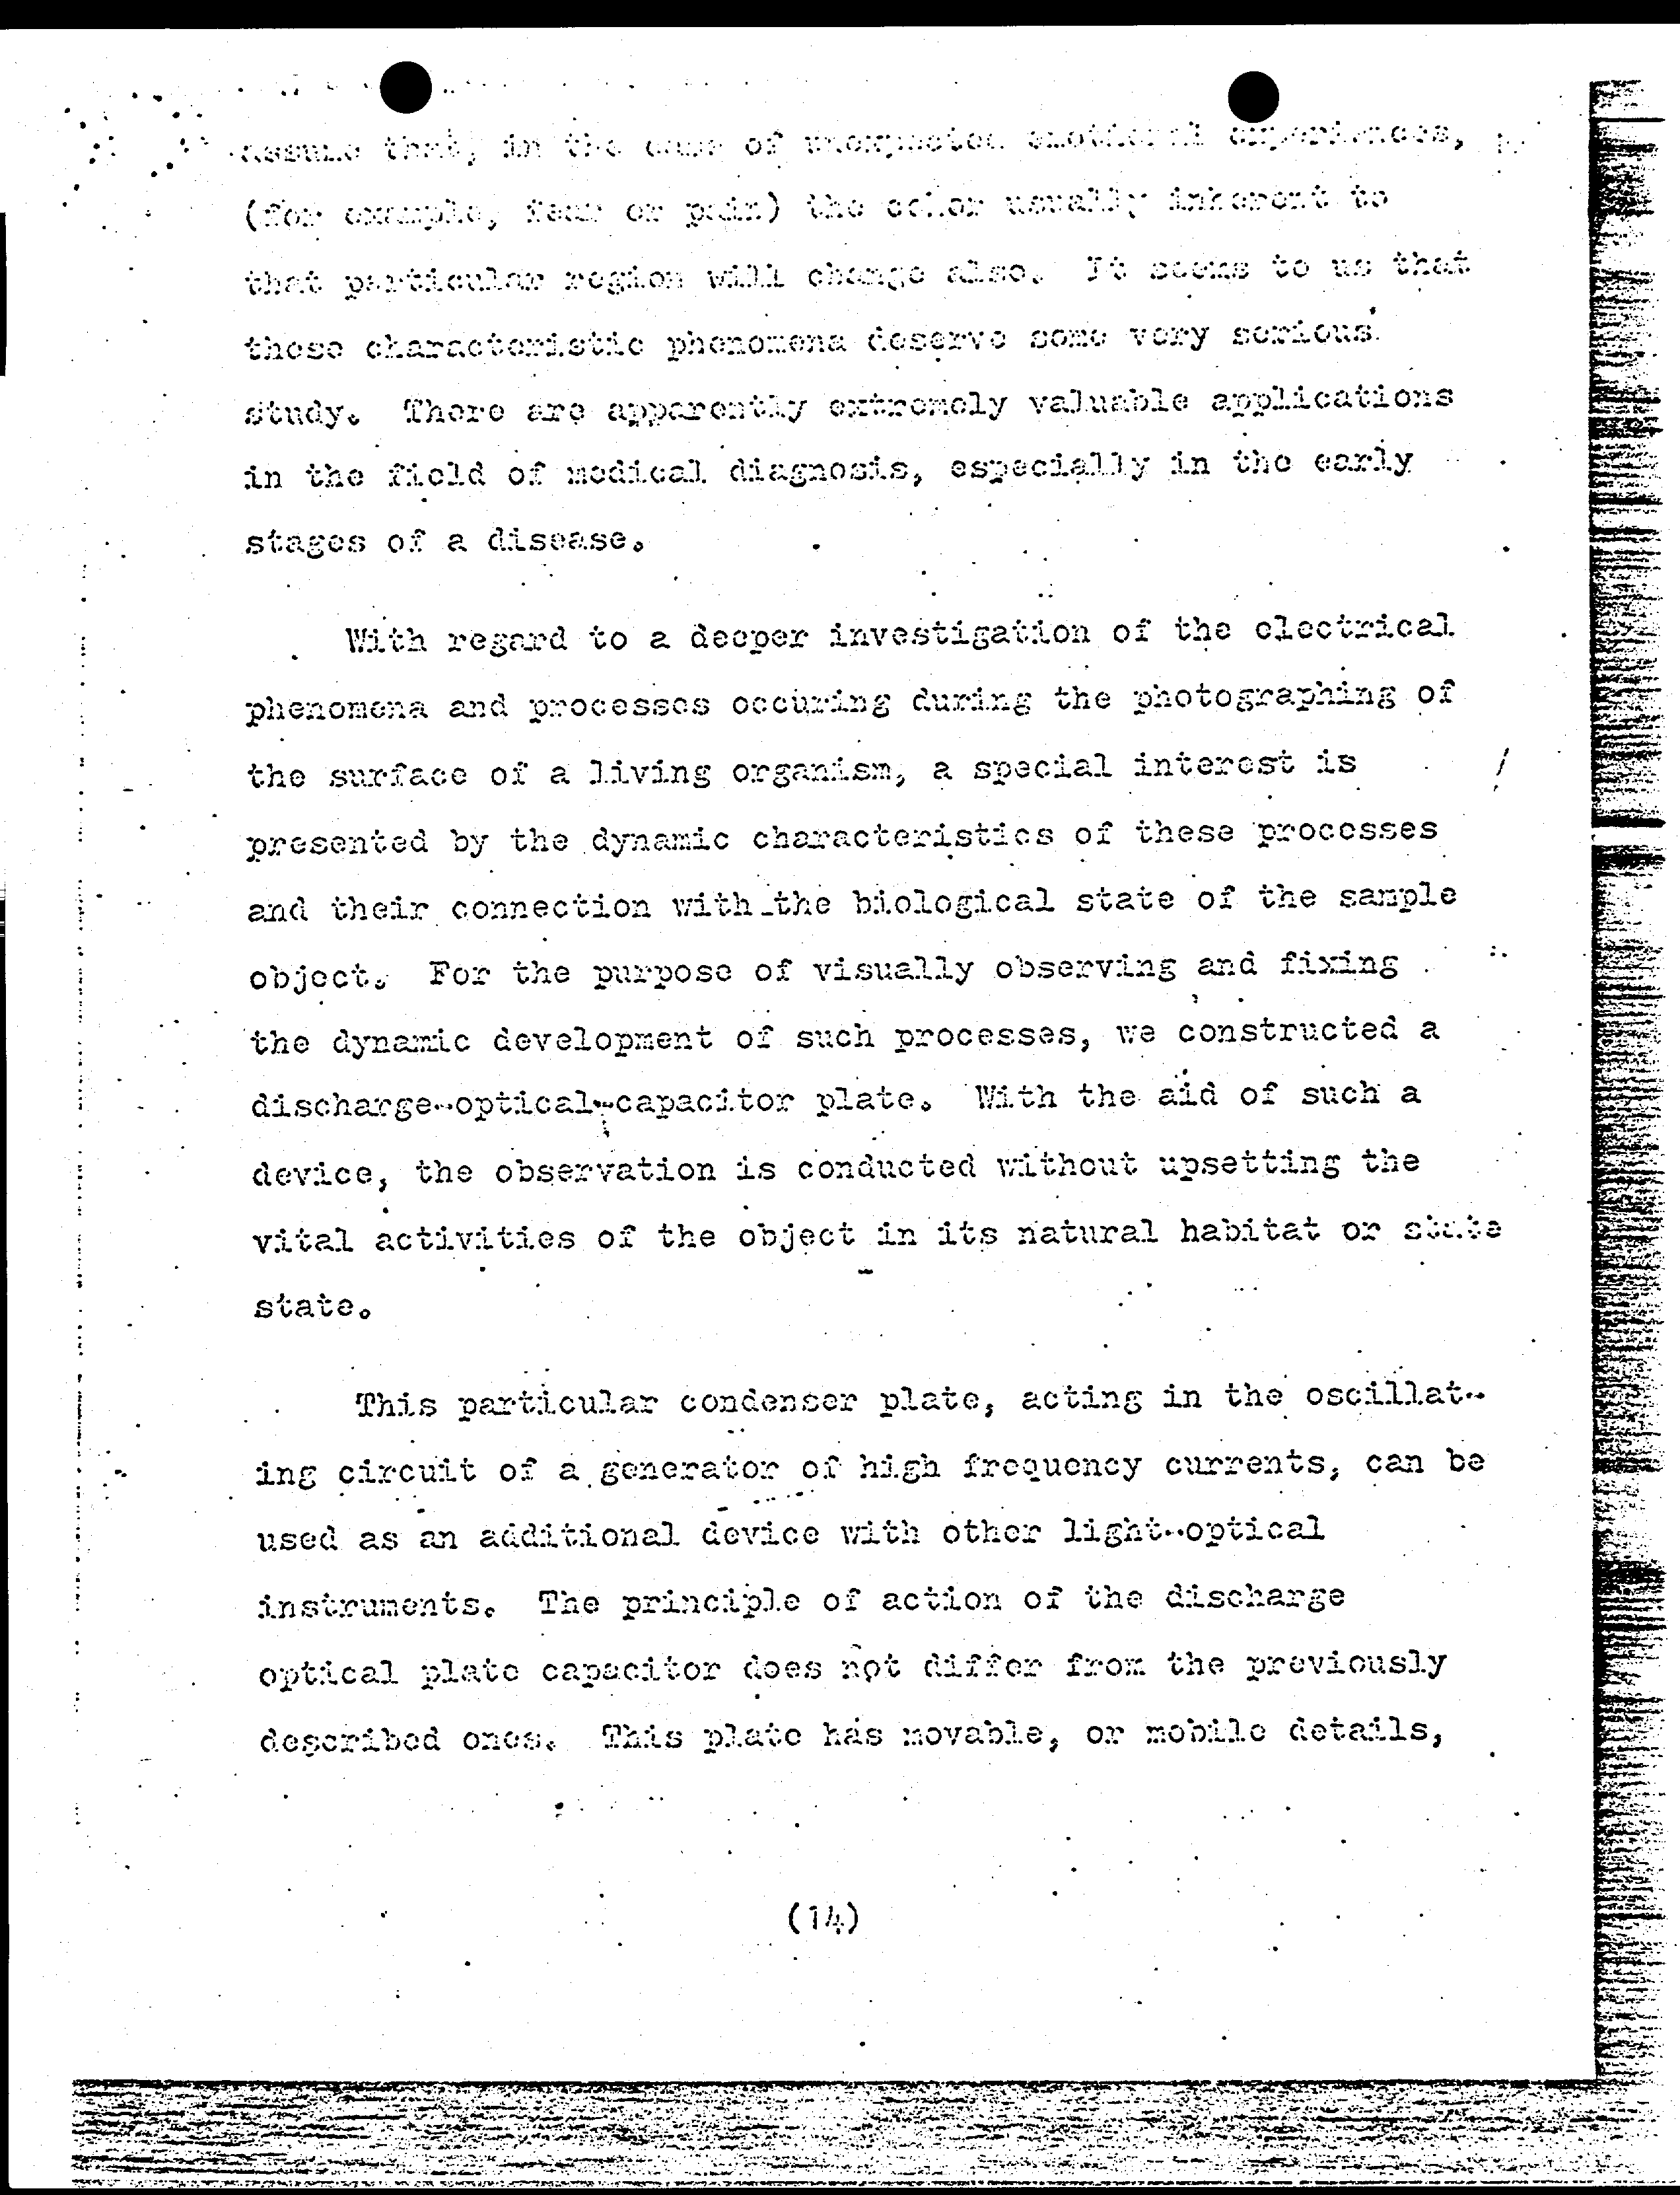 assume that, in the case of unexpected emotional experiences,
(for example, fear or pain) the color usually inherent to
that particular region will change also. It seems to us that
these characteristic phenomena deserve some very serious
study. There are apparently extremely valuable applications
in the field of medical diagnosis, especially in the early
stages of a disease.
With regard to a deeper investigation of the electrical
phenomena and processes occuring during the photographing of
the surface of a living organism, a special interest is
presented by the dynamic characteristics of these processes
and their connection with the biological state of the sample
object. For the purpose of visually observing and fixing
the dynamic development of such processes, we constructed a
discharge-optical-capacitor plate. With the aid of such a
device, the observation is conducted without upsetting the
vital activities of the object in its natural habitat or state
state.
This particular condenser plate, acting in the oscillat-
ing circuit of a generator of high frequency currents, can be
used as an additional device with other light-optical
instruments. The principle of action of the discharge
optical plate capacitor does not differ from the previously
described ones. This plate has movable, or mobile details,
(14)